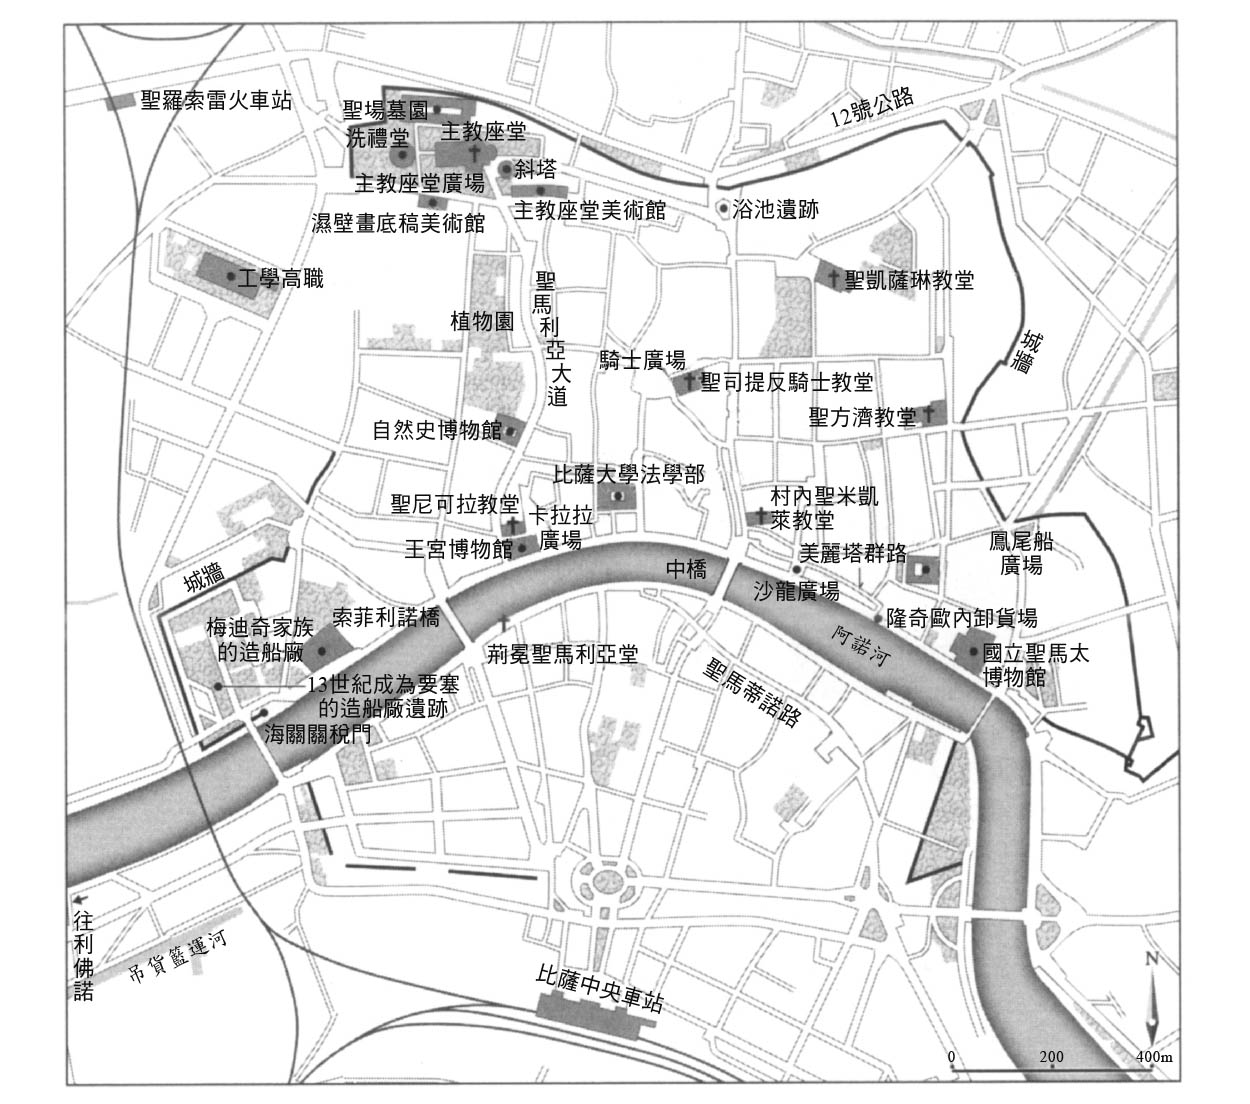 聖羅索雷火車站
聖場墓園
12號公路
洗禮堂
主教座堂
斜塔
主教座堂廣場
主教座堂美術館
浴池遺跡
濕壁畫底稿美術館
工學高職
聖凱薩琳教堂
聖馬利亞大道
植物園
城牆
騎士廣場
聖司提反騎士教堂
聖方濟教堂
自然史博物館
比薩大學法學部
聖尼可拉教堂
卡拉拉
廣場
村內聖米凱
萊教堂
王宮博物館
鳳尾船
廣場
美麗塔群路
中橋
城牆
沙龍廣場
索菲利諾橋
隆奇歐內卸貨場
梅迪奇家族
的造船廠
阿諾河
荊冕聖馬利亞堂
國立聖馬太
博物館
聖馬蒂諾路
13世紀成為要塞
的造船廠遺跡
海關關稅門
往利佛諾
吊貨籃運河
比薩中央車站
N
0 200 400m